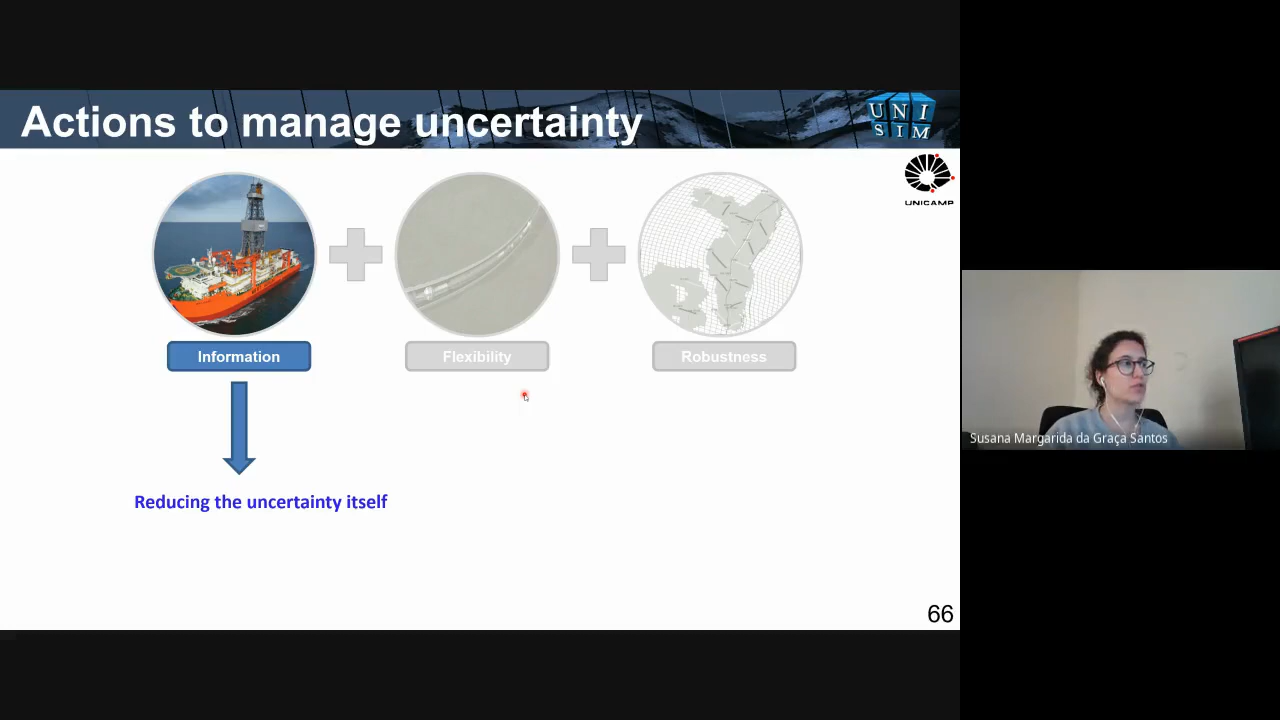 Actions to manage uncertainty
UNI
SIM
UNICAMP
Information
Flexibility
Robustness
Reducing the uncertainty itself
66
Susana Margarida da Graça Santos